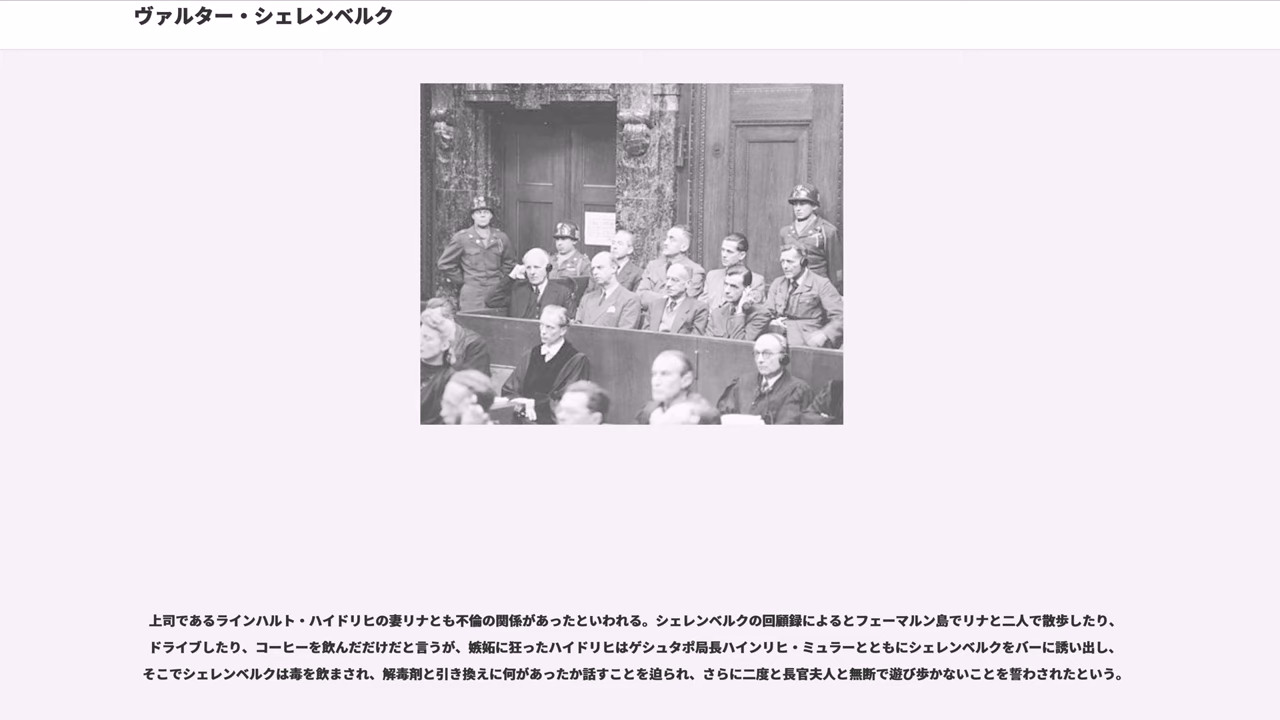 ヴァルター・シェレンベルク
上司であるラインハルト・ハイドリヒの妻リナとも不倫の関係があったといわれる。シェレンベルクの回顧録によるとフェーマルン島でリナと二人で散歩したり、
ドライブしたり、コーヒーを飲んだだけだと言うが、嫉妬に狂ったハイドリヒはゲシュタポ局長ハインリヒ・ミュラーとともにシェレンベルクをバーに誘い出し、
そこでシェレンベルクは毒を飲まされ、解毒剤と引き換えに何があったか話すことを迫られ、さらに二度と長官夫人と無断で遊び歩かないことを誓わされたという。